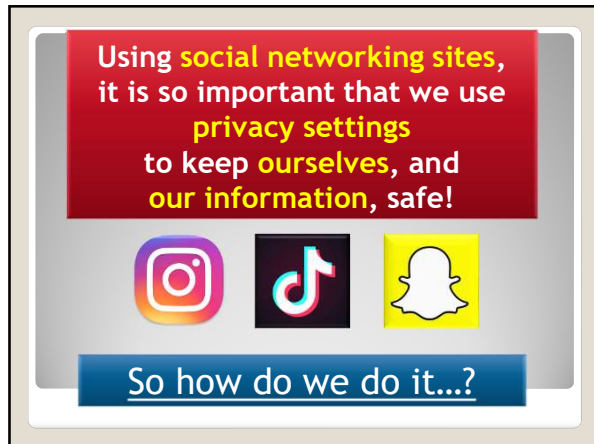 Using social networking sites,
it is so important that we use
privacy settings
to keep ourselves, and
our information, safe!
So how do we do it…?